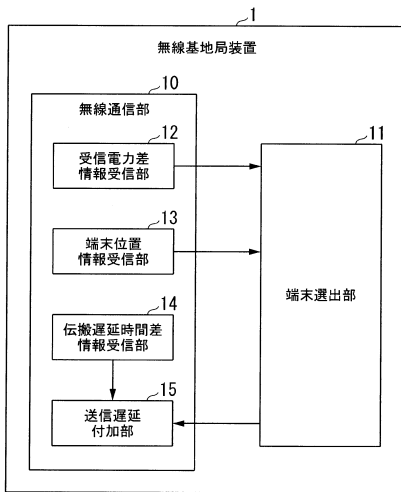 1
無線基地局装置
10
無線通信部
12
受信電力差
情報受信部
11
13
端末位置
情報受信部
端末選出部
14
伝搬遅延時間差
情報受信部
15
送信遅延
付加部